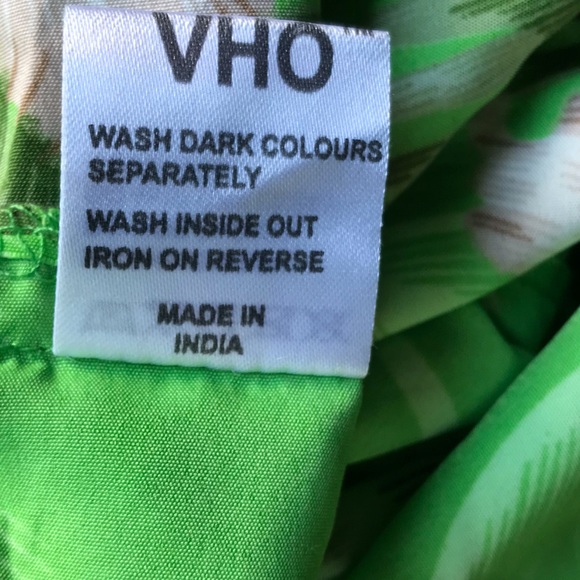 VHO
WASH DARK COLOURS
SEPARATELY
WASH INSIDE OUT
IRON ON REVERSE
MADE IN
INDIA